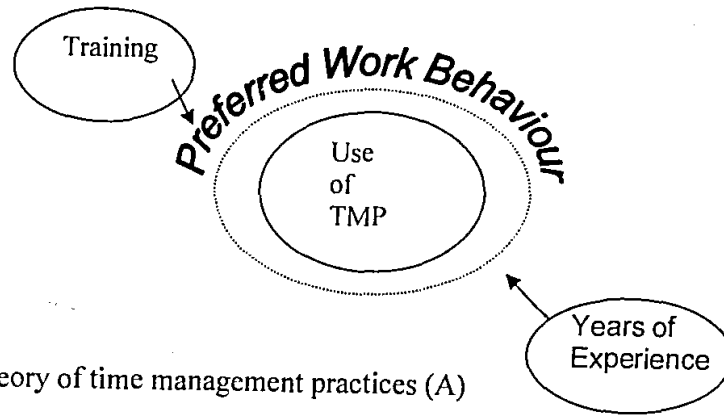 Training
Preferred Work Behaviour
Use
of
TMP
Years of
Experience
eory of time management practices (A)